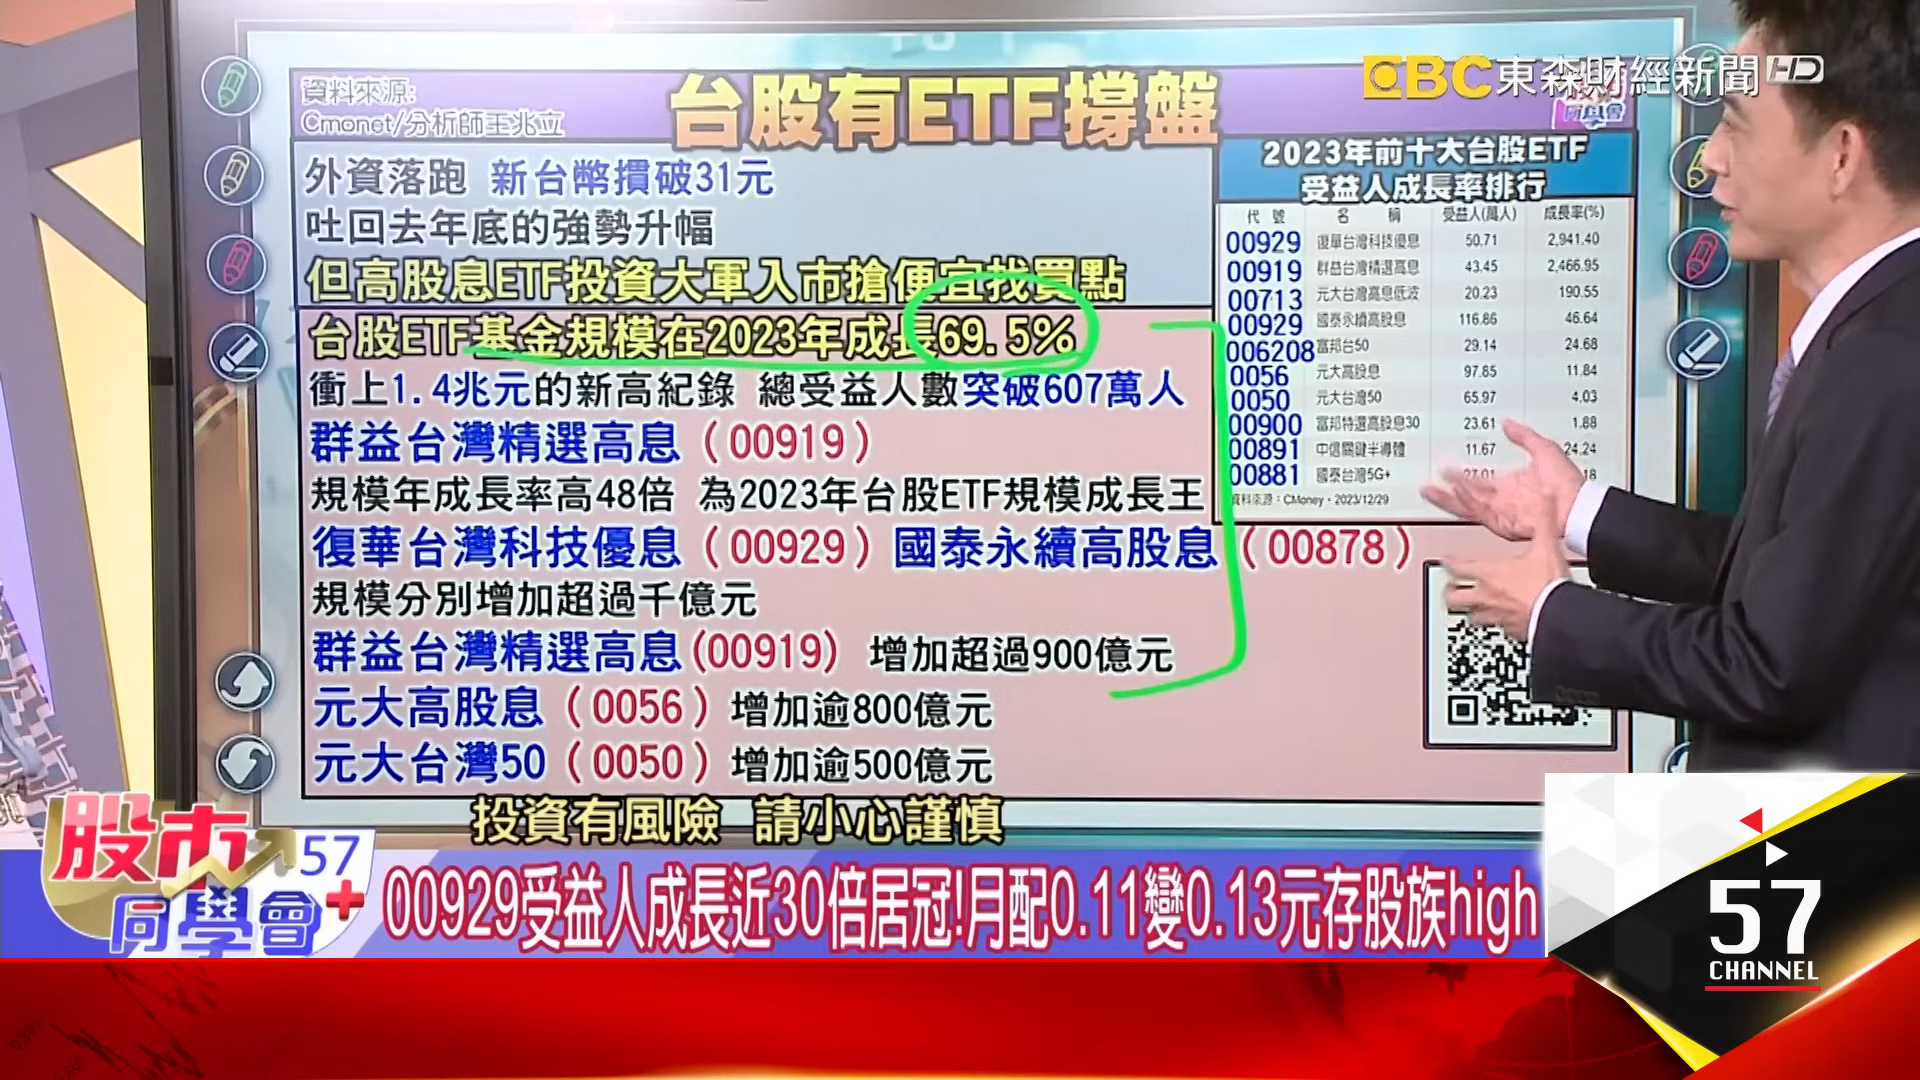 EBC東森財經新聞HD
資料來源:
Cmonet/分析師王兆立
台股有ETF撐盤
外資落跑 新台幣摜破31元
吐回去年底的強勢升幅
但高股息ETF投資大軍入市搶便宜找買點
台股ETF基金規模在2023年成長69.5%
衝上1.4兆元的新高紀錄 總受益人數突破607萬人
群益台灣精選高息（00919）
規模年成長率高48倍 為2023年台股ETF規模成長王
復華台灣科技優息（00929）國泰永續高股息（00878）
規模分別增加超過千億元
群益台灣精選高息(00919) 增加超過900億元
元大高股息（0056）增加逾800億元
元大台灣50（0050）增加逾500億元
2023年前十大台股ETF
受益人成長率排行
代號 名稱 受益人(萬人) 成長率(%)
00929 復華台灣科技優息 50.71 2,941.40
00919 群益台灣精選高息 43.45 2,466.95
00713 元大台灣高息低波 20.23 190.55
00929 國泰永續高股息 116.86 46.64
006208 富邦台50 29.14 24.68
0056 元大高股息 97.85 11.84
0050 元大台灣50 65.97 4.03
00900 富邦特選高股息30 23.61 1.88
00891 中信關鍵半導體 11.67 24.24
00881 國泰台灣5G+ 27.01 18
資料來源：CMoney，2023/12/29
投資有風險 請小心謹慎
股市57
同學會+
00929受益人成長近30倍居冠!月配0.11變0.13元存股族high
57
CHANNEL